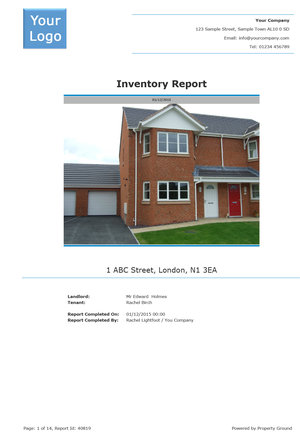 Your
Logo
Your Company
123 Sample Street, Sample Town AL10 0 SD
Email: info@yourcompany.com
Tel: 01234 456789
Inventory Report
01/12/2015
1 ABC Street, London, N1 3EA
Landlord: Mr Edward Holmes
Tenant: Rachel Birch
Report Completed On: 01/12/2015 00:00
Report Completed By: Rachel Lightfoot / You Company
Page: 1 of 14, Report Id: 40819
Powered by Property Ground